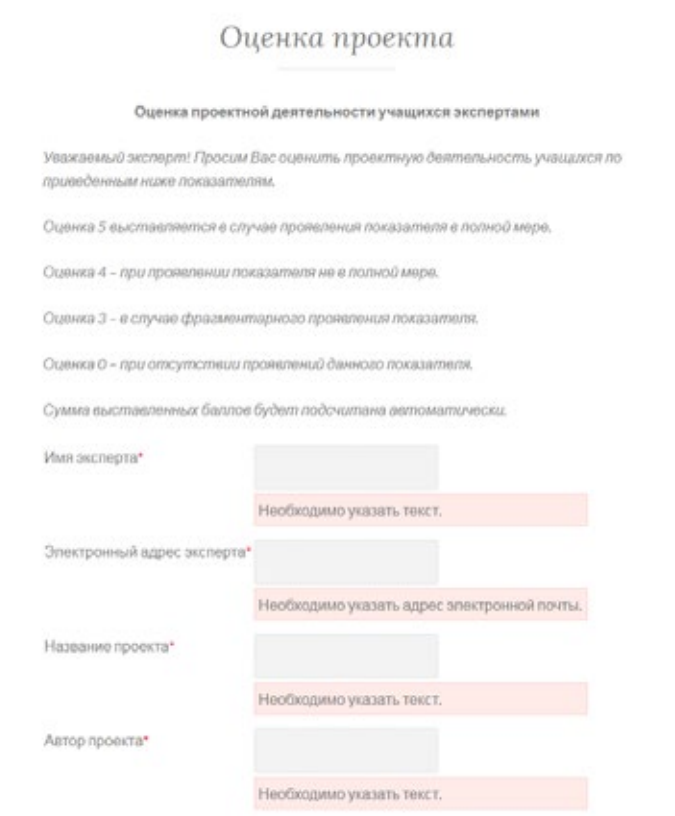 Оценка проекта
Оценка проектной деятельности учащихся экспертами
Уважаемый эксперт! Просим Вас оценить проектную деятельность учащихся по
приведенным ниже показателям.
Оценка 5 выставляется в случае проявления показателя в полной мере.
Оценка 4 – при проявлении показателя не в полной мере.
Оценка 3 – в случае фрагментарного проявления показателя.
Оценка 0 – при отсутствии проявлений данного показателя.
Сумма выставленных баллов будет подсчитана автоматически.
Имя эксперта*
Необходимо указать текст.
Электронный адрес эксперта*
Необходимо указать адрес электронной почты.
Название проекта*
Необходимо указать текст.
Автор проекта*
Необходимо указать текст.